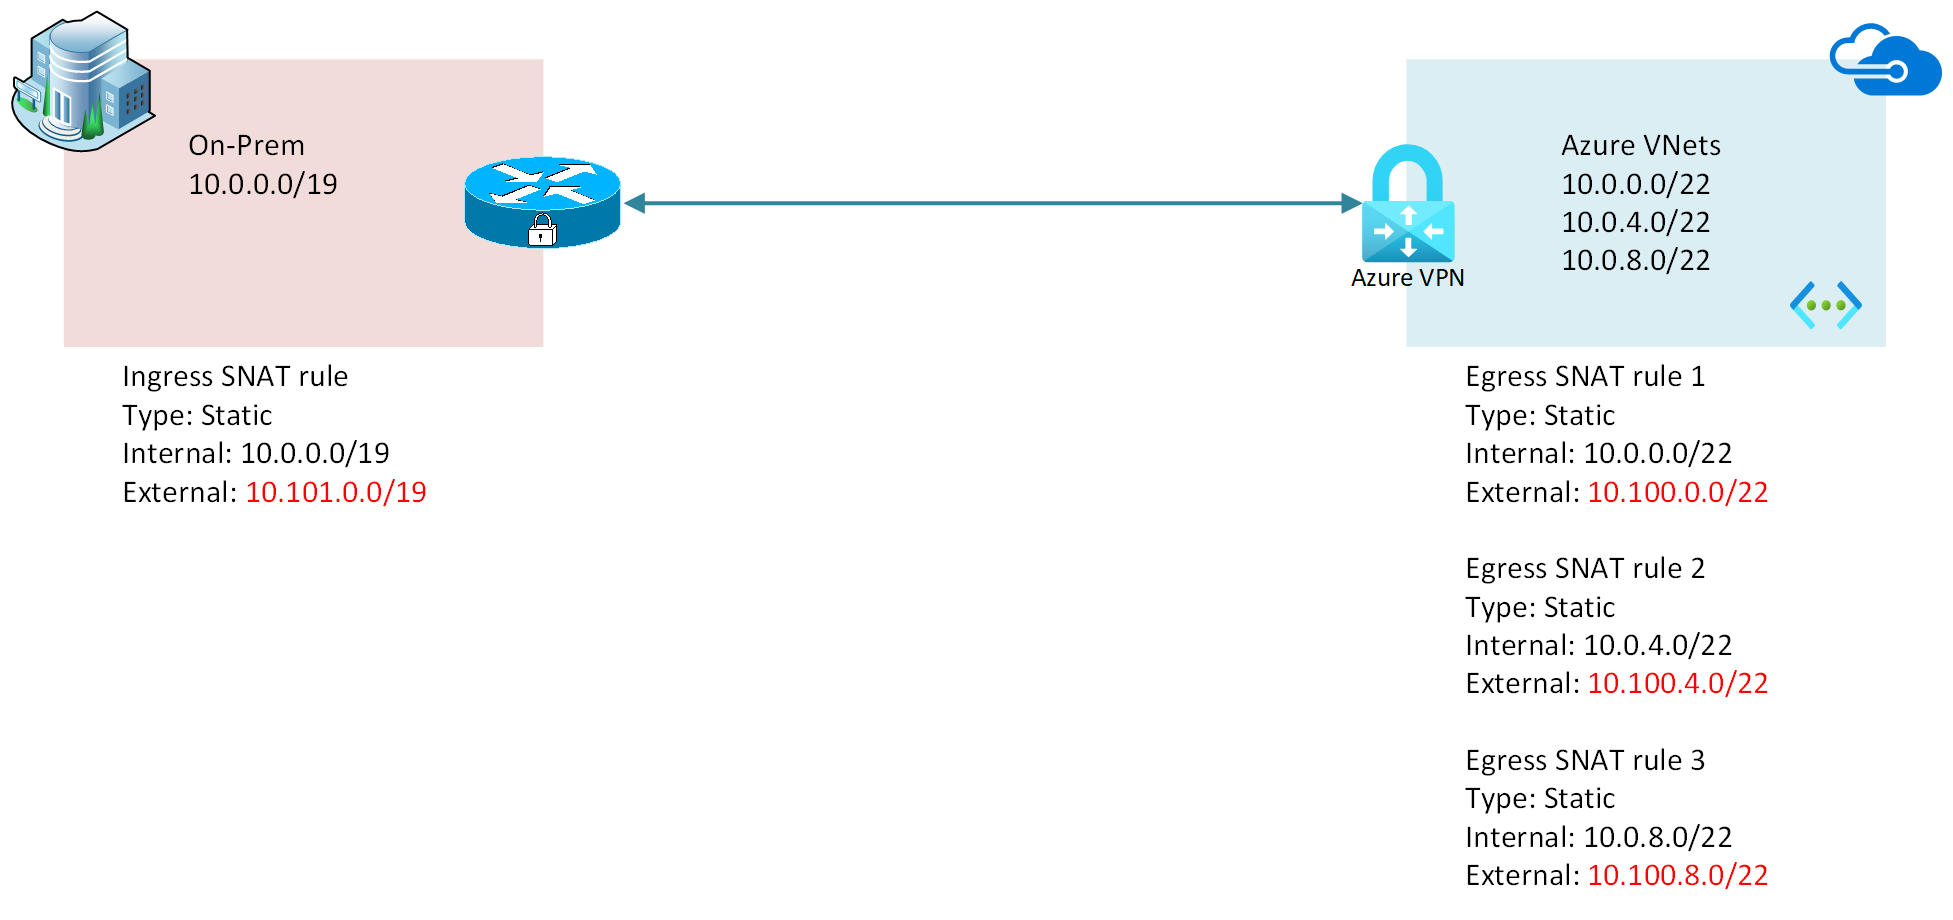 On-Prem
10.0.0.0/19
Azure VNets
10.0.0.0/22
10.0.4.0/22
10.0.8.0/22
Azure VPN
Ingress SNAT rule
Type: Static
Internal: 10.0.0.0/19
External: 10.101.0.0/19
Egress SNAT rule 1
Type: Static
Internal: 10.0.0.0/22
External: 10.100.0.0/22
Egress SNAT rule 2
Type: Static
Internal: 10.0.4.0/22
External: 10.100.4.0/22
Egress SNAT rule 3
Type: Static
Internal: 10.0.8.0/22
External: 10.100.8.0/22